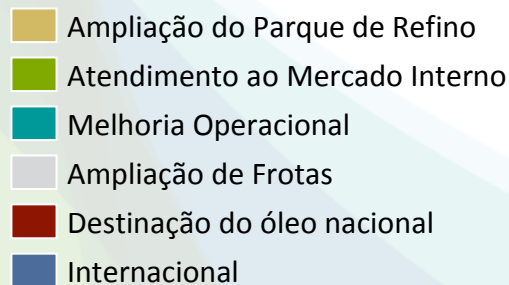 Ampliação do Parque de Refino
Atendimento ao Mercado Interno
Melhoria Operacional
Ampliação de Frotas
Destinação do óleo nacional
Internacional